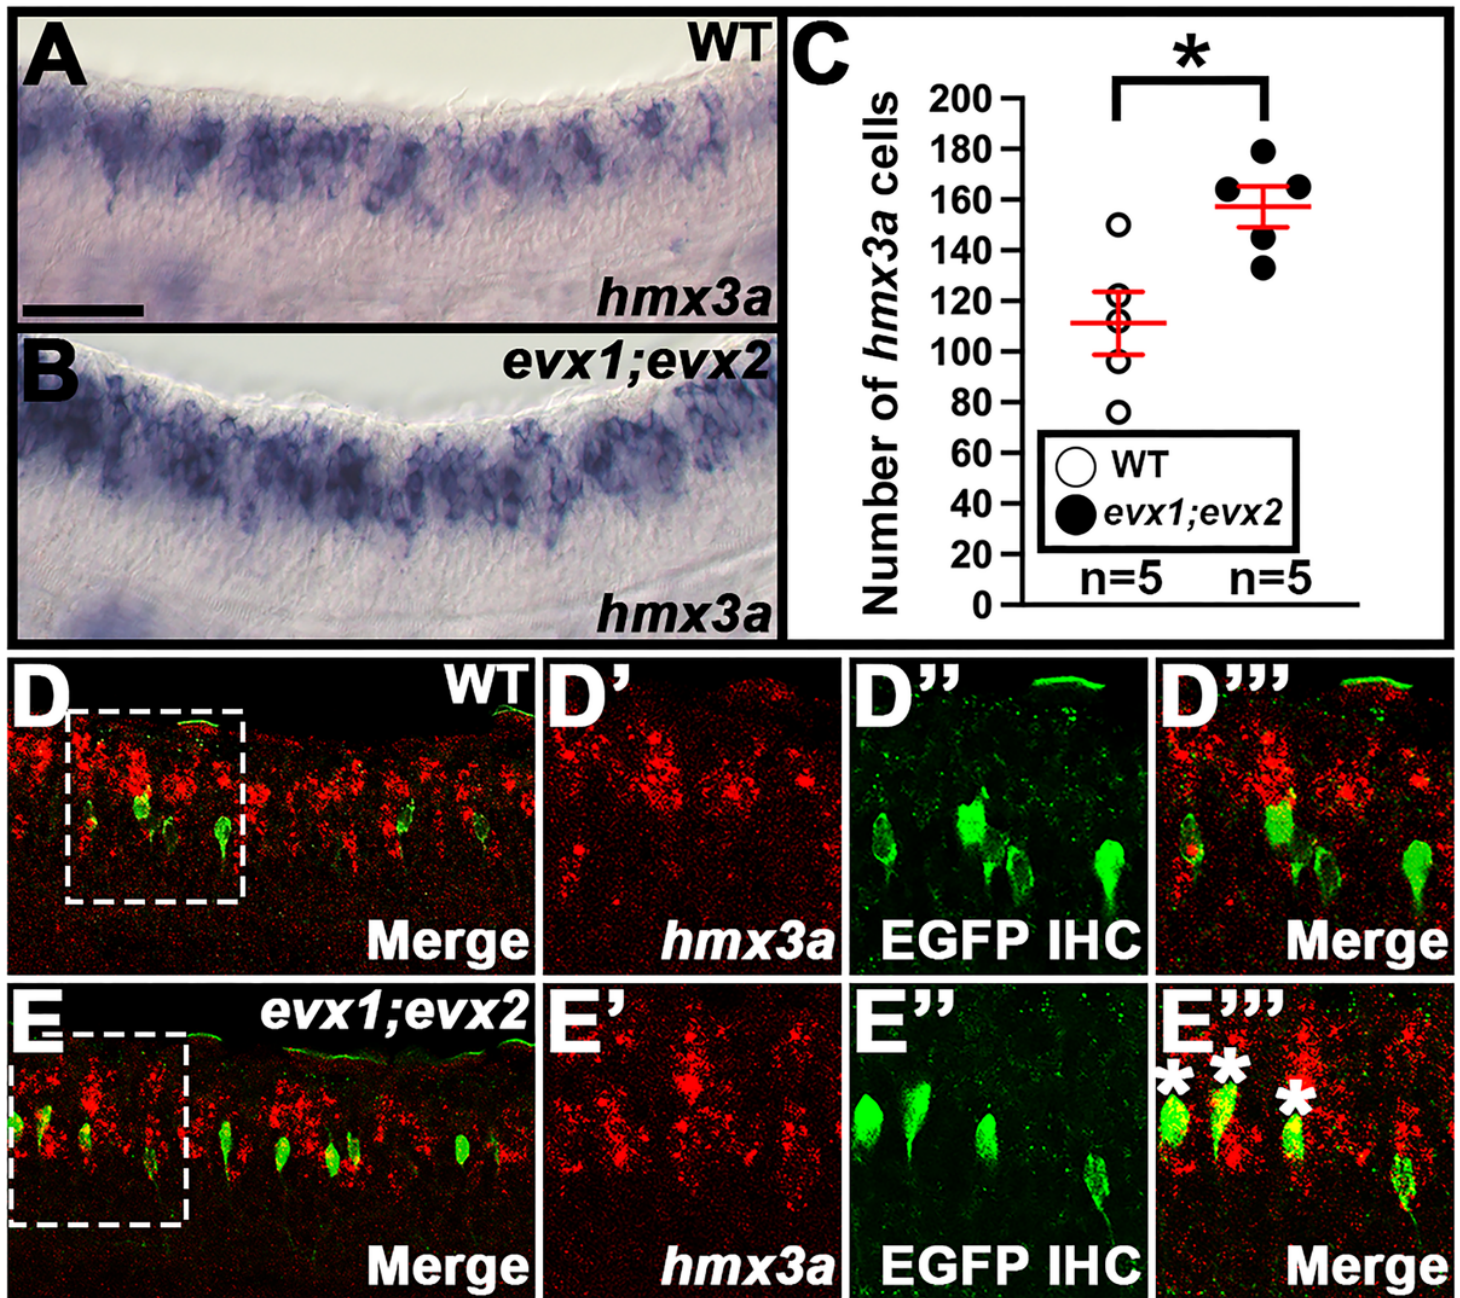 A
WT
hmx3a
B
evx1;evx2
hmx3a
C
*
Number of hmx3a cells
200
180
160
140
120
100
80
60
40
20
0
WT
evx1;evx2
n=5
n=5
D
WT
Merge
D’
hmx3a
D’’
EGFP IHC
D’’’
Merge
E
evx1;evx2
Merge
E’
hmx3a
E’’
EGFP IHC
E’’’
* * *
Merge